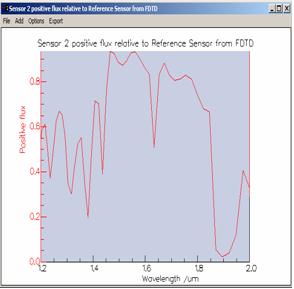 Sensor 2 positive flux relative to Reference Sensor from FDTD
File Add Options Export
Sensor 2 positive flux relative to Reference Sensor from FDTD
Positive flux
0.8
0.6
0.4
0.2
0.0
1.2 1.4 1.6 1.8 2.0
Wavelength /um